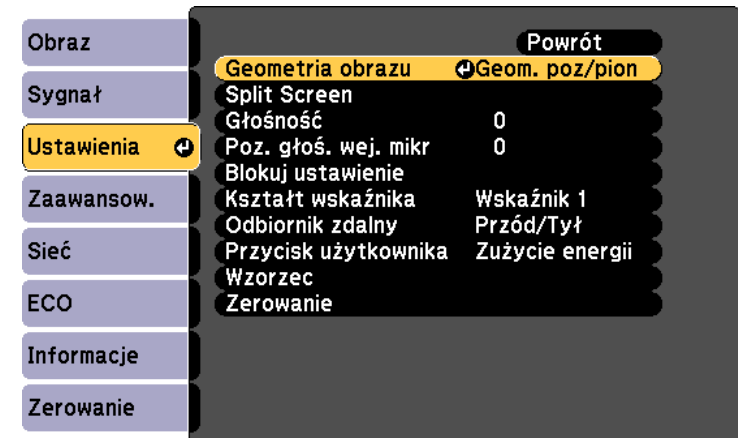 Obraz
Sygnał
Ustawienia
Zaawansow.
Sieć
ECO
Informacje
Zerowanie
Powrót
Geometria obrazu Geom. poz/pion
Split Screen
Głośność 0
Poz. głoś. wej. mikr 0
Blokuj ustawienie
Kształt wskaźnika Wskaźnik 1
Odbiornik zdalny Przód/Tył
Przycisk użytkownika Zużycie energii
Wzorzec
Zerowanie